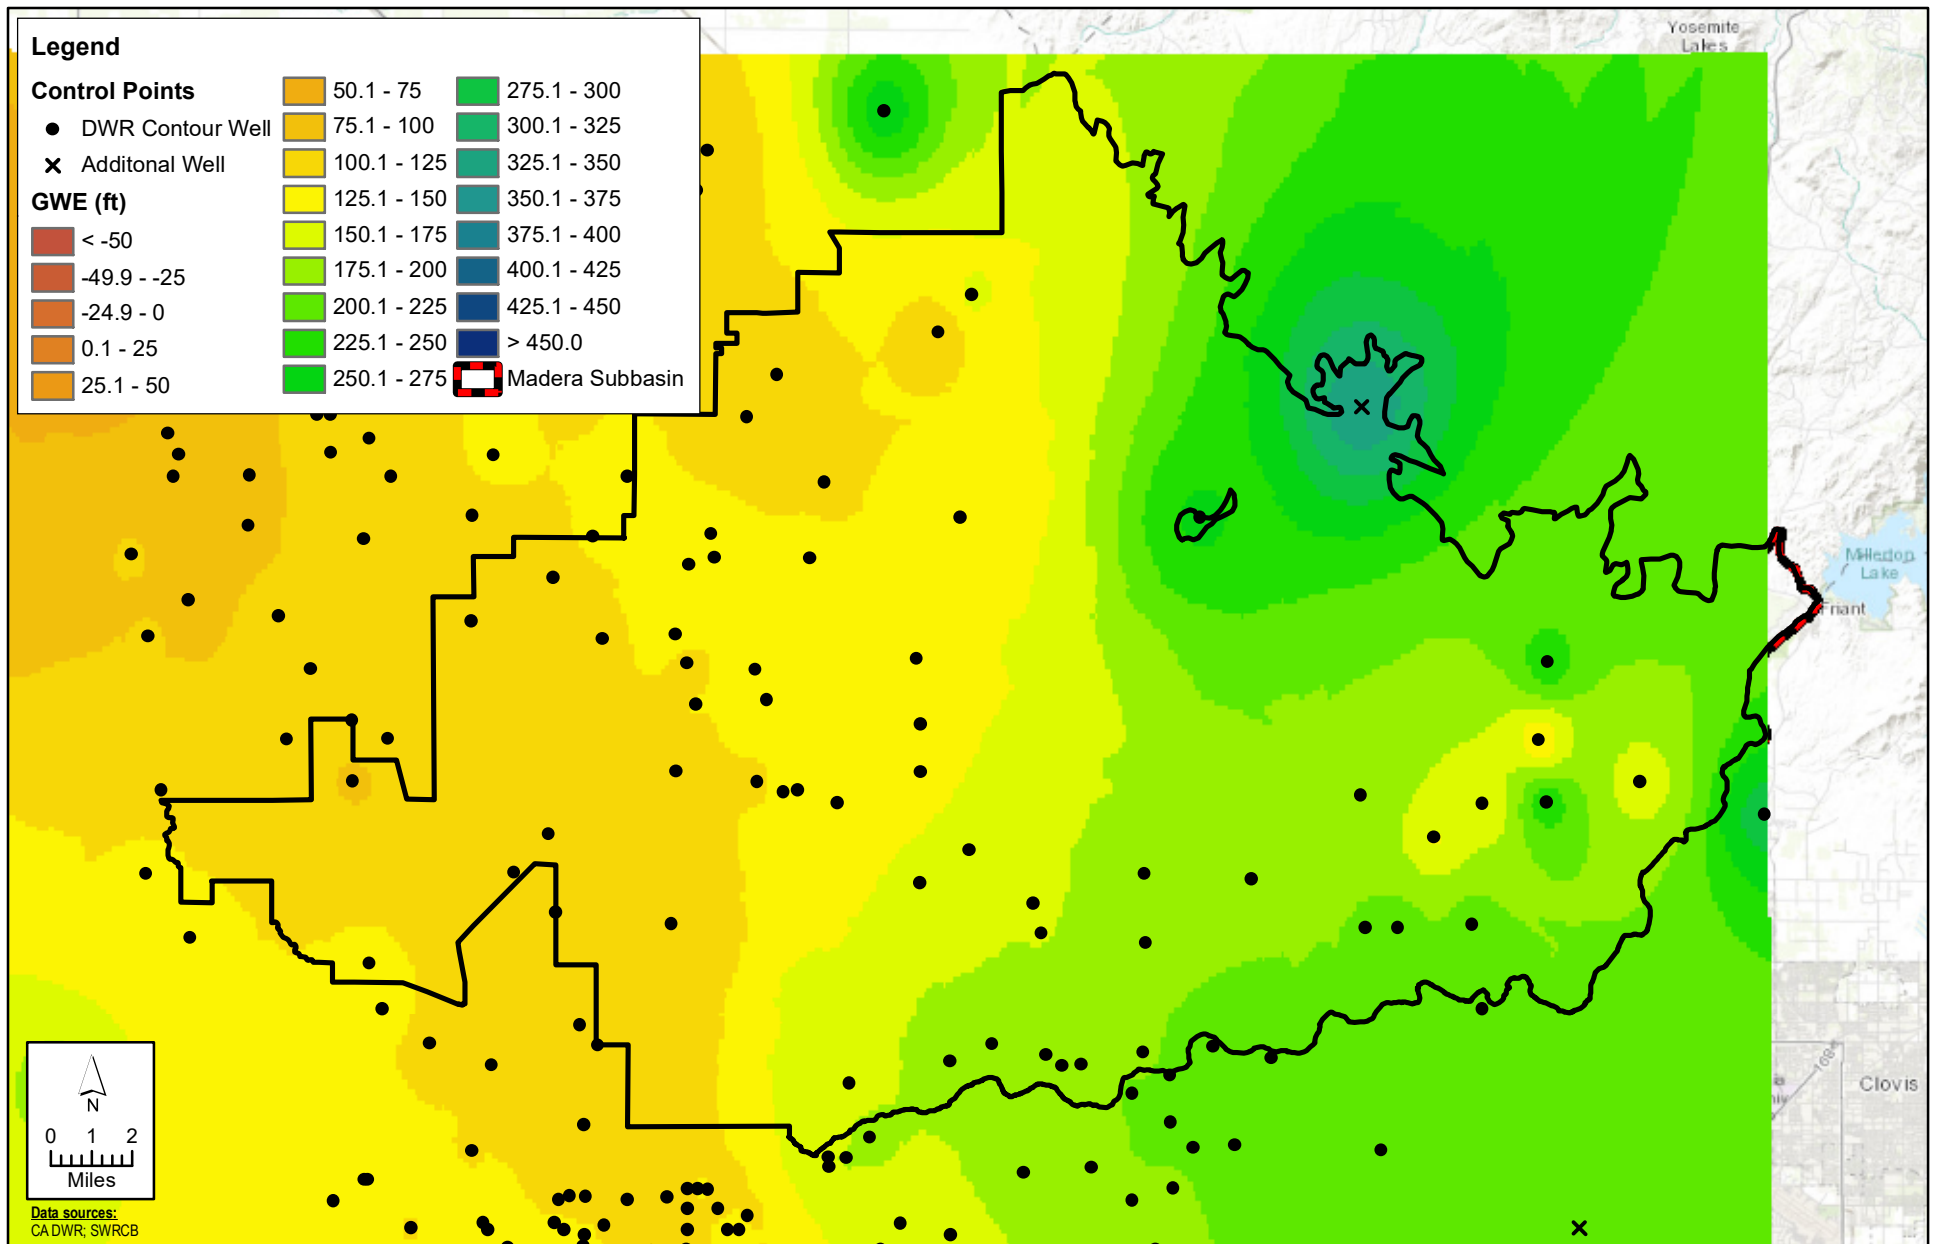 Legend
Control Points
DWR Contour Well
Additonal Well
GWE (ft)
< -50
-49.9 - -25
-24.9 - 0
0.1 - 25
25.1 - 50
50.1 - 75
75.1 - 100
100.1 - 125
125.1 - 150
150.1 - 175
175.1 - 200
200.1 - 225
225.1 - 250
250.1 - 275
275.1 - 300
300.1 - 325
325.1 - 350
350.1 - 375
375.1 - 400
400.1 - 425
425.1 - 450
> 450.0
Madera Subbasin
Yosemite
Lakes
Millerton
Lake
Friant
168
Clovis
N
0 1 2
Miles
Data sources:
CA DWR; SWRCB